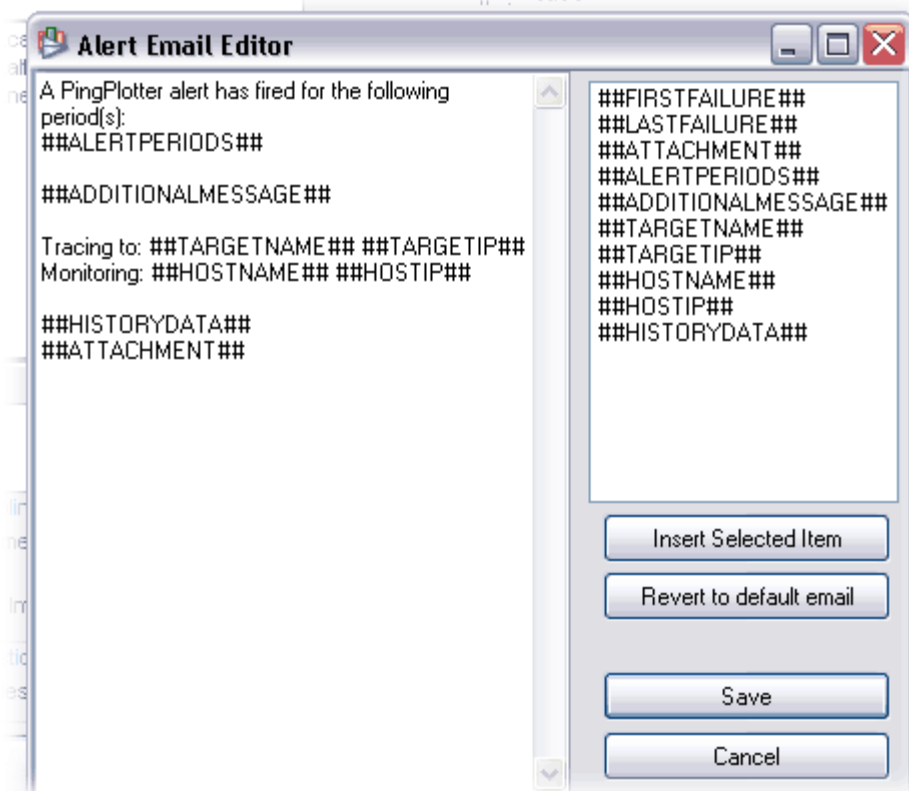 Alert Email Editor
A PingPlotter alert has fired for the following
period(s):
##ALERTPERIODS##
##ADDITIONALMESSAGE##
Tracing to: ##TARGETNAME## ##TARGETIP##
Monitoring: ##HOSTNAME## ##HOSTIP##
##HISTORYDATA##
##ATTACHMENT##
##FIRSTFAILURE##
##LASTFAILURE##
##ATTACHMENT##
##ALERTPERIODS##
##ADDITIONALMESSAGE##
##TARGETNAME##
##TARGETIP##
##HOSTNAME##
##HOSTIP##
##HISTORYDATA##
Insert Selected Item
Revert to default email
Save
Cancel